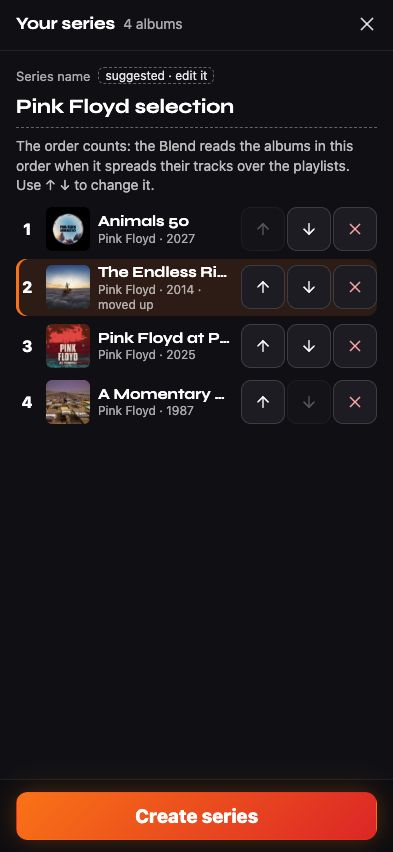 Your series 4 albums
Series name suggested · edit it
Pink Floyd selection
The order counts: the Blend reads the albums in this
order when it spreads their tracks over the playlists.
Use ↑ ↓ to change it.
1 Animals 50
Pink Floyd · 2027
2 The Endless Ri...
Pink Floyd · 2014 ·
moved up
3 Pink Floyd at P...
Pink Floyd · 2025
PINK
FLOYD
4 A Momentary ...
Pink Floyd · 1987
Create series